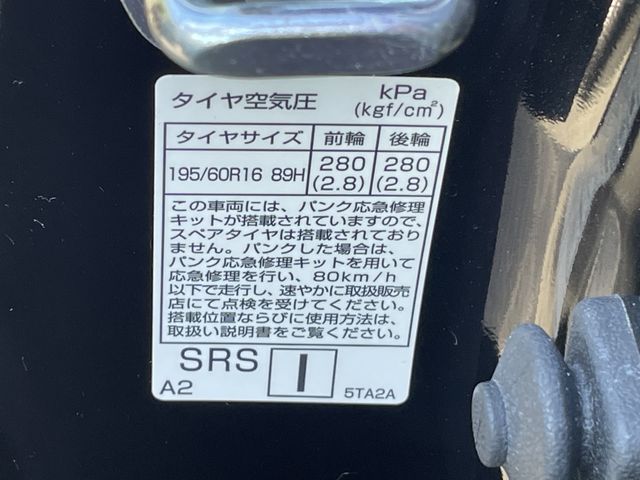 タイヤ空気圧 kPa
(kgf/cm²)
タイヤサイズ 前輪 後輪
195/60R16 89H 280 280
(2.8) (2.8)
この車両には、パンク応急修理
キットが搭載されていますので、
スペアタイヤは搭載されており
ません。パンクした場合は、
パンク応急修理キットを用いて
応急修理を行い、80km/h
以下で走行し、速やかに取扱販売
店にて点検を受けてください。
搭載位置ならびに使用方法は、
取扱い説明書をご覧ください。
SRS I
A2 5TA2A